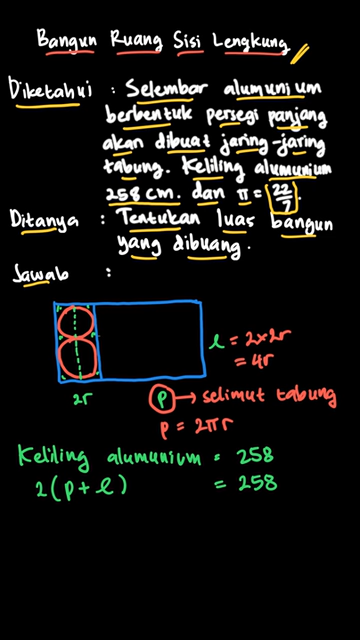 Bangun Ruang Sisi Lengkung
Diketahui : Selembar alumunium
berbentuk persegi panjang
akan dibuat jaring-jaring
tabung. Keliling alumunium
258 cm. dan π = 22/7.
Ditanya : Tentukan luas bangun
yang dibuang.
Jawab :
l = 2x2r
= 4r
2r
p → selimut tabung
p = 2πr
Keliling alumunium = 258
2(p + l) = 258